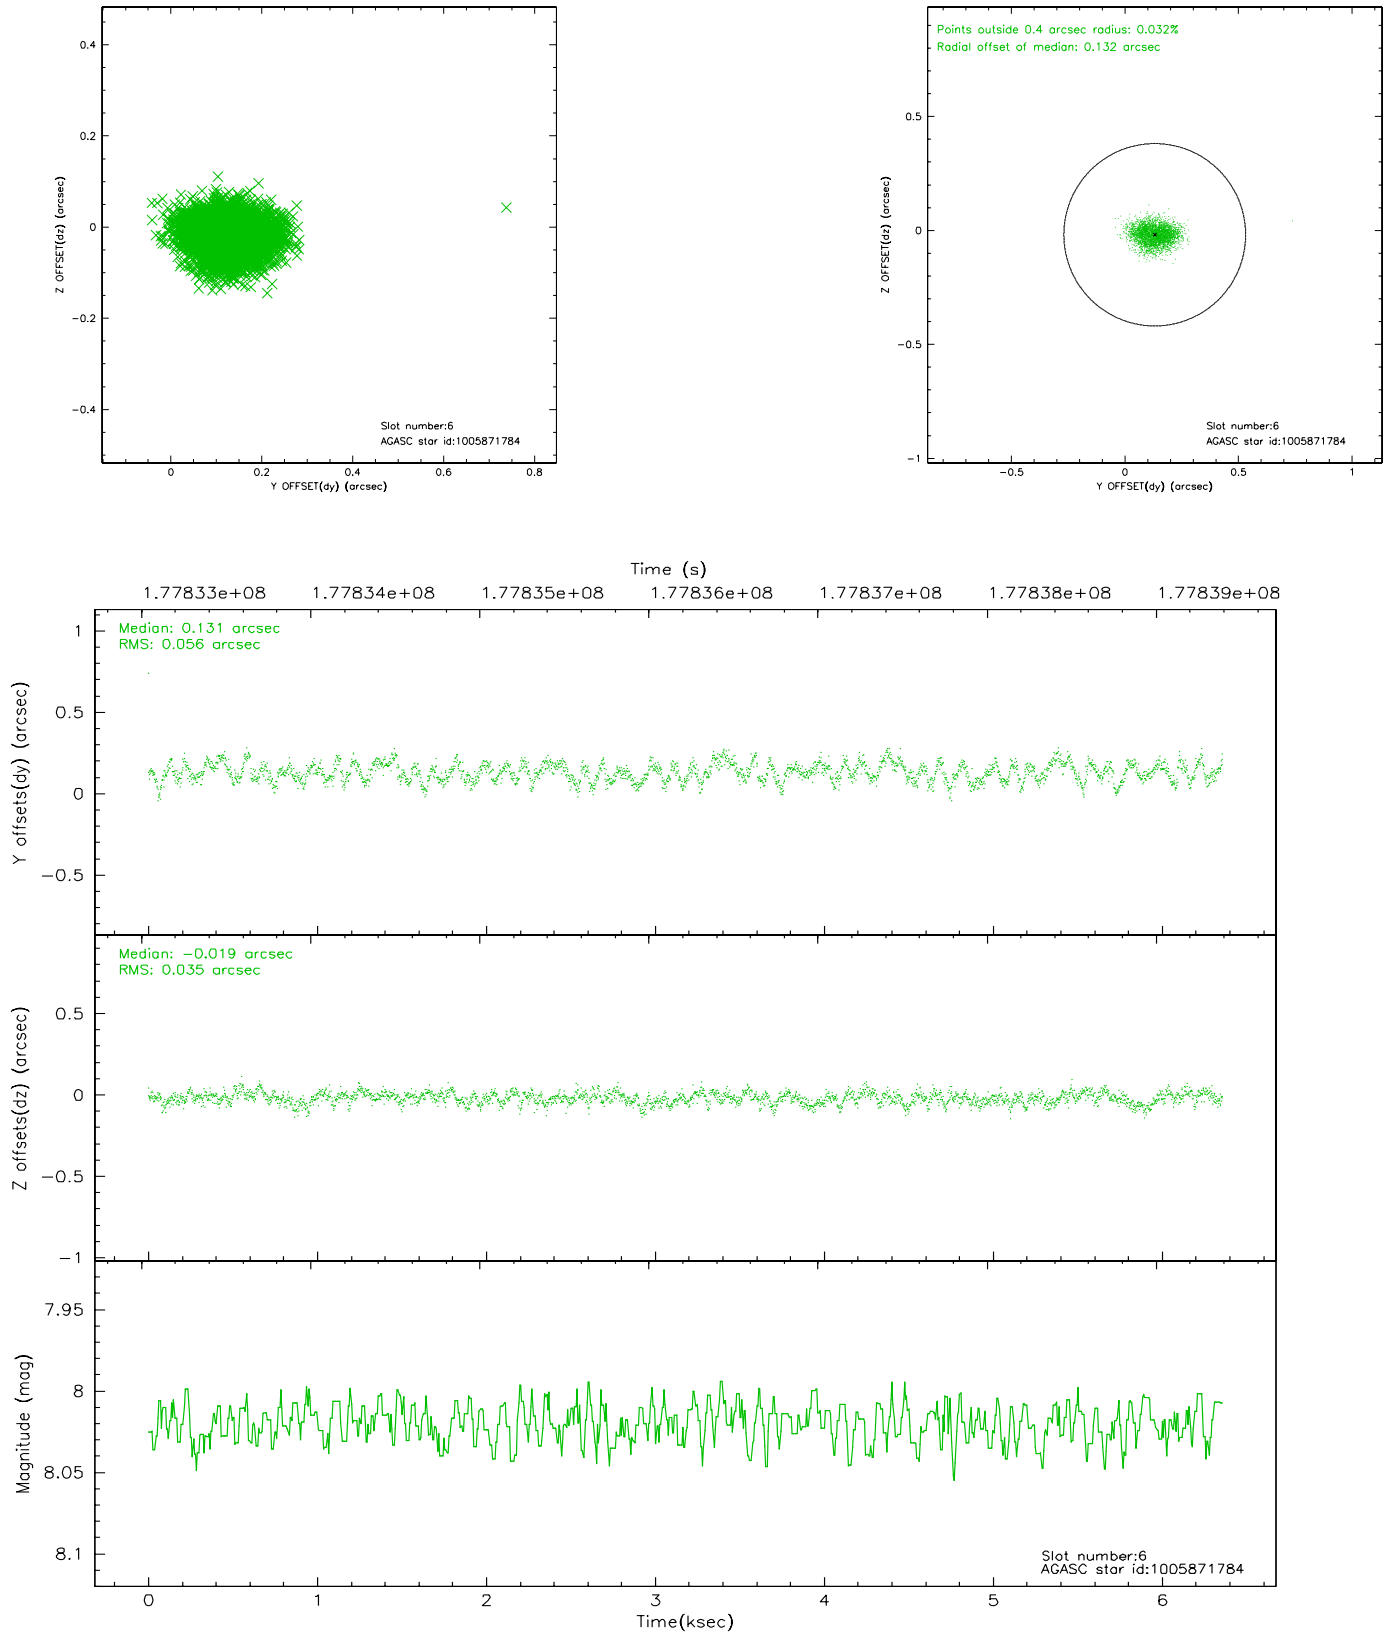 0.4
0.2
0
−0.2
−0.4
Z OFFSET(dz) (arcsec)
Slot number:6
AGASC star id:1005871784
0
0.2
0.4
0.6
0.8
Y OFFSET(dy) (arcsec)
Points outside 0.4 arcsec radius: 0.032%
Radial offset of median: 0.132 arcsec
0.5
0
−0.5
−1
Z OFFSET(dz) (arcsec)
Slot number:6
AGASC star id:1005871784
−0.5
0
0.5
1
Y OFFSET(dy) (arcsec)
Time (s)
1.77833e+08
1.77834e+08
1.77835e+08
1.77836e+08
1.77837e+08
1.77838e+08
1.77839e+08
Median: 0.131 arcsec
RMS: 0.056 arcsec
1
0.5
0
−0.5
Y offsets(dy) (arcsec)
Median: −0.019 arcsec
RMS: 0.035 arcsec
0.5
0
−0.5
−1
Z offsets(dz) (arcsec)
7.95
8
8.05
8.1
Magnitude (mag)
Slot number:6
AGASC star id:1005871784
0
1
2
3
4
5
6
Time(ksec)